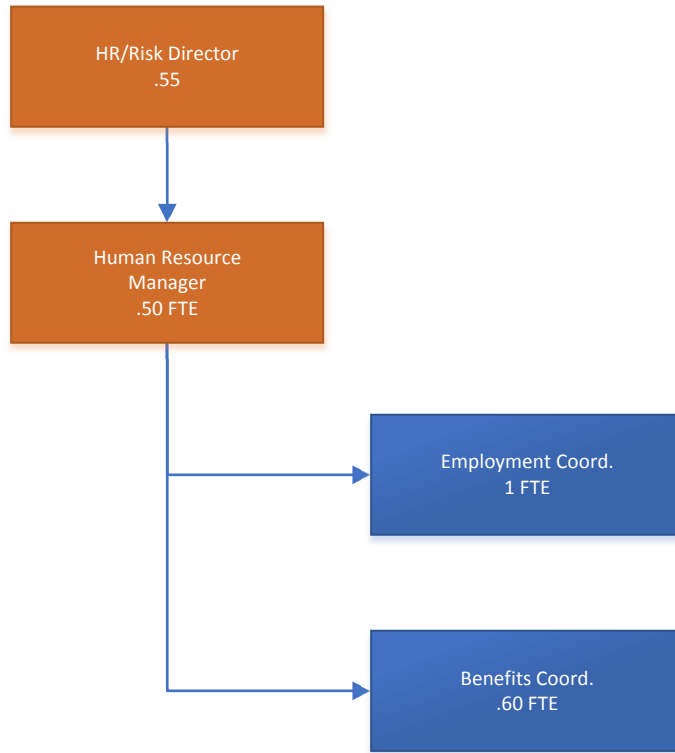 HR/Risk Director
.55
Human Resource
Manager
.50 FTE
Employment Coord.
1 FTE
Benefits Coord.
.60 FTE